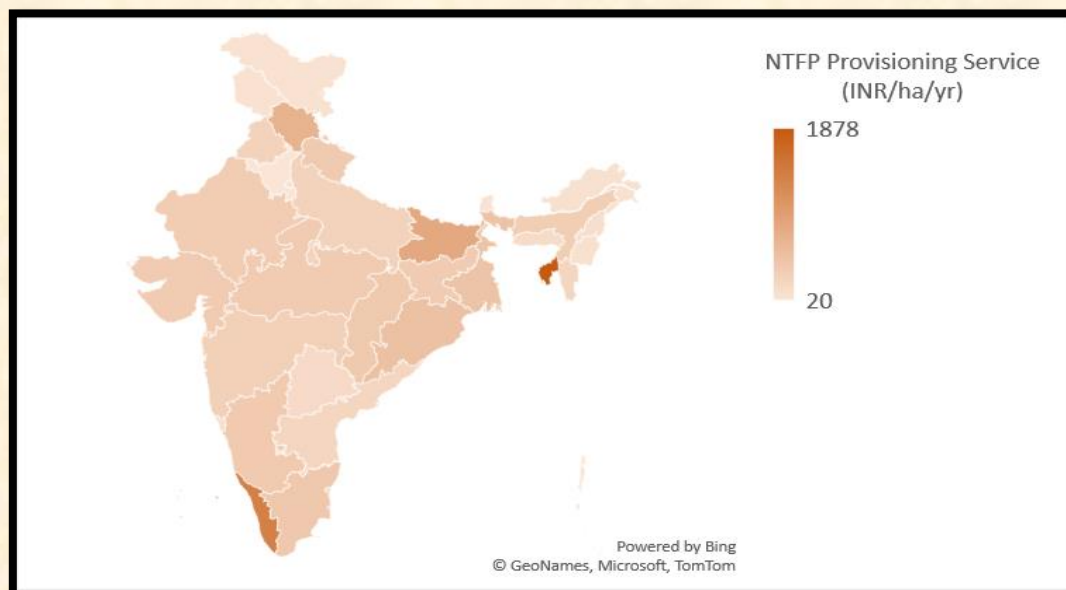 NTFP Provisioning Service
(INR/ha/yr)
1878
20
Powered by Bing
© GeoNames, Microsoft, TomTom